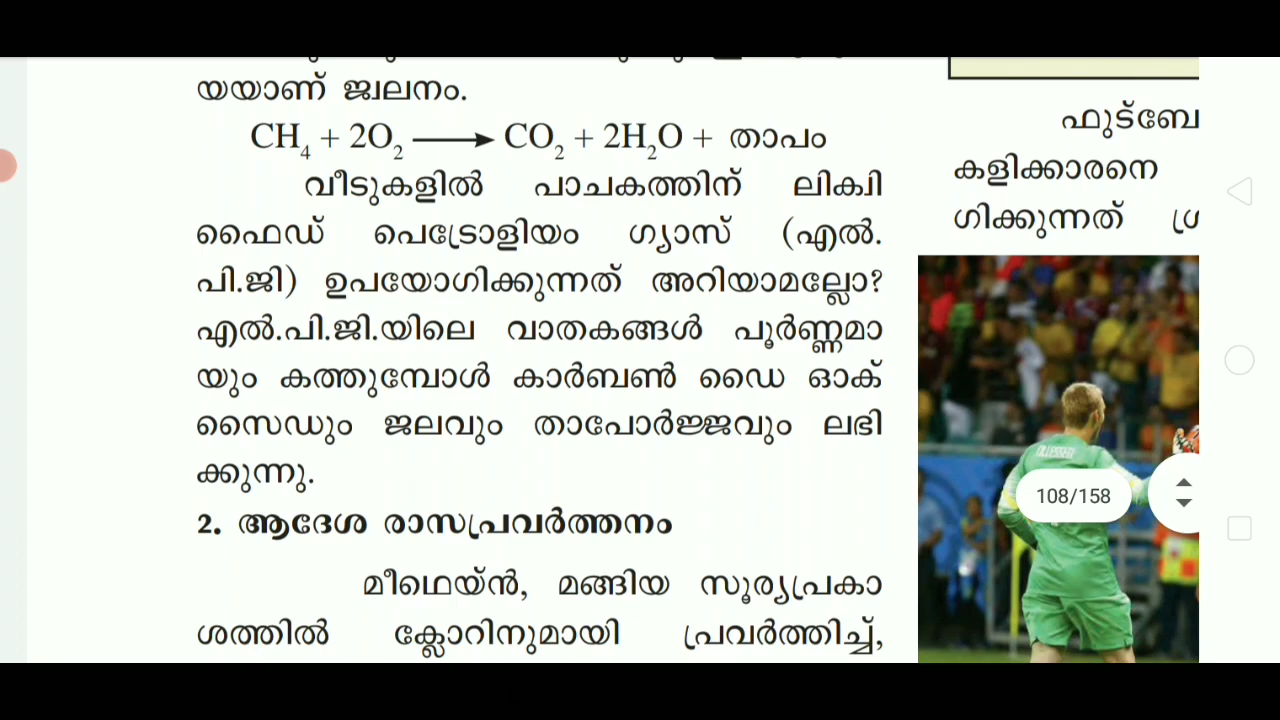 യയാണ് ജ്വലനം.
CH₄ + 2O₂ ⟶ CO₂ + 2H₂O + താപം
വീടുകളിൽ പാചകത്തിന് ലിക്വി
ഫൈഡ് പെട്രോളിയം ഗ്യാസ് (എൽ.
പി.ജി) ഉപയോഗിക്കുന്നത് അറിയാമല്ലോ?
എൽ.പി.ജി.യിലെ വാതകങ്ങൾ പൂർണ്ണമാ
യും കത്തുമ്പോൾ കാർബൺ ഡൈ ഓക്
സൈഡും ജലവും താപോർജ്ജവും ലഭി
ക്കുന്നു.
2. ആദേശ രാസപ്രവർത്തനം
മീഥെയ്ൻ, മങ്ങിയ സൂര്യപ്രകാ
ശത്തിൽ ക്ലോറിനുമായി പ്രവർത്തിച്ച്,
ഫുട്ബേ
കളിക്കാരനെ
ഗിക്കുന്നത്
108/158